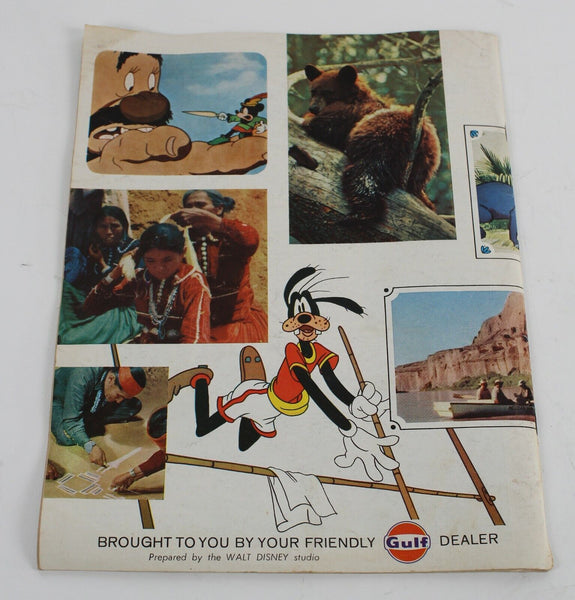 BROUGHT TO YOU BY YOUR FRIENDLY Gulf DEALER
Prepared by the WALT DISNEY studio